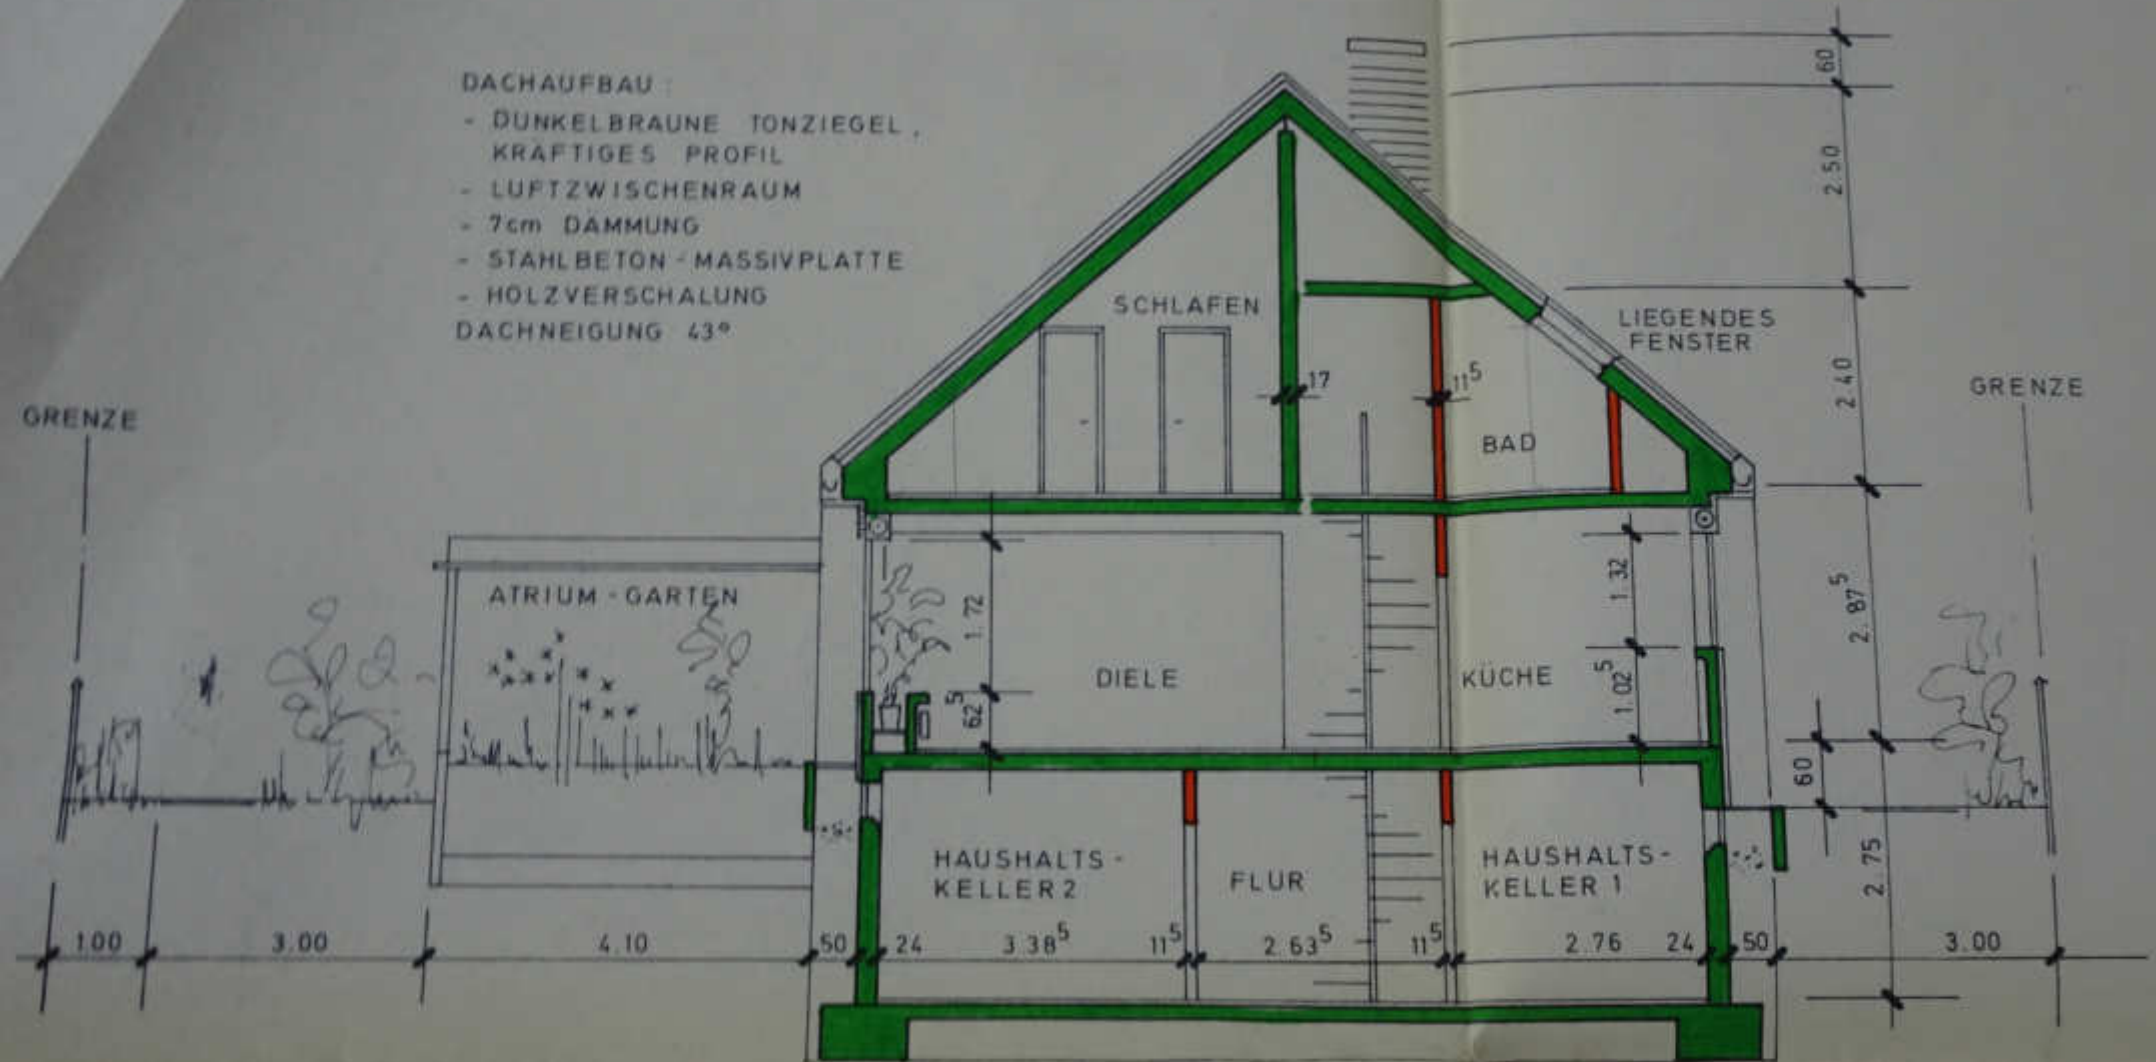 DACHAUFBAU :
- DUNKELBRAUNE TONZIEGEL,
KRÄFTIGES PROFIL
- LUFTZWISCHENRAUM
- 7cm DÄMMUNG
- STAHLBETON - MASSIVPLATTE
- HOLZVERSCHALUNG
DACHNEIGUNG 43°
60
2.50
SCHLAFEN
LIEGENDES
FENSTER
17
11⁵
2.40
GRENZE
GRENZE
BAD
ATRIUM - GARTEN
1.72
1.32
2.87⁵
DIELE
KÜCHE
62⁵
1.02⁵
60
HAUSHALTS -
KELLER 2
FLUR
HAUSHALTS -
KELLER 1
2.75
1.00
3.00
4.10
50
24
3.38⁵
11⁵
2.63⁵
11⁵
2.76
24
50
3.00